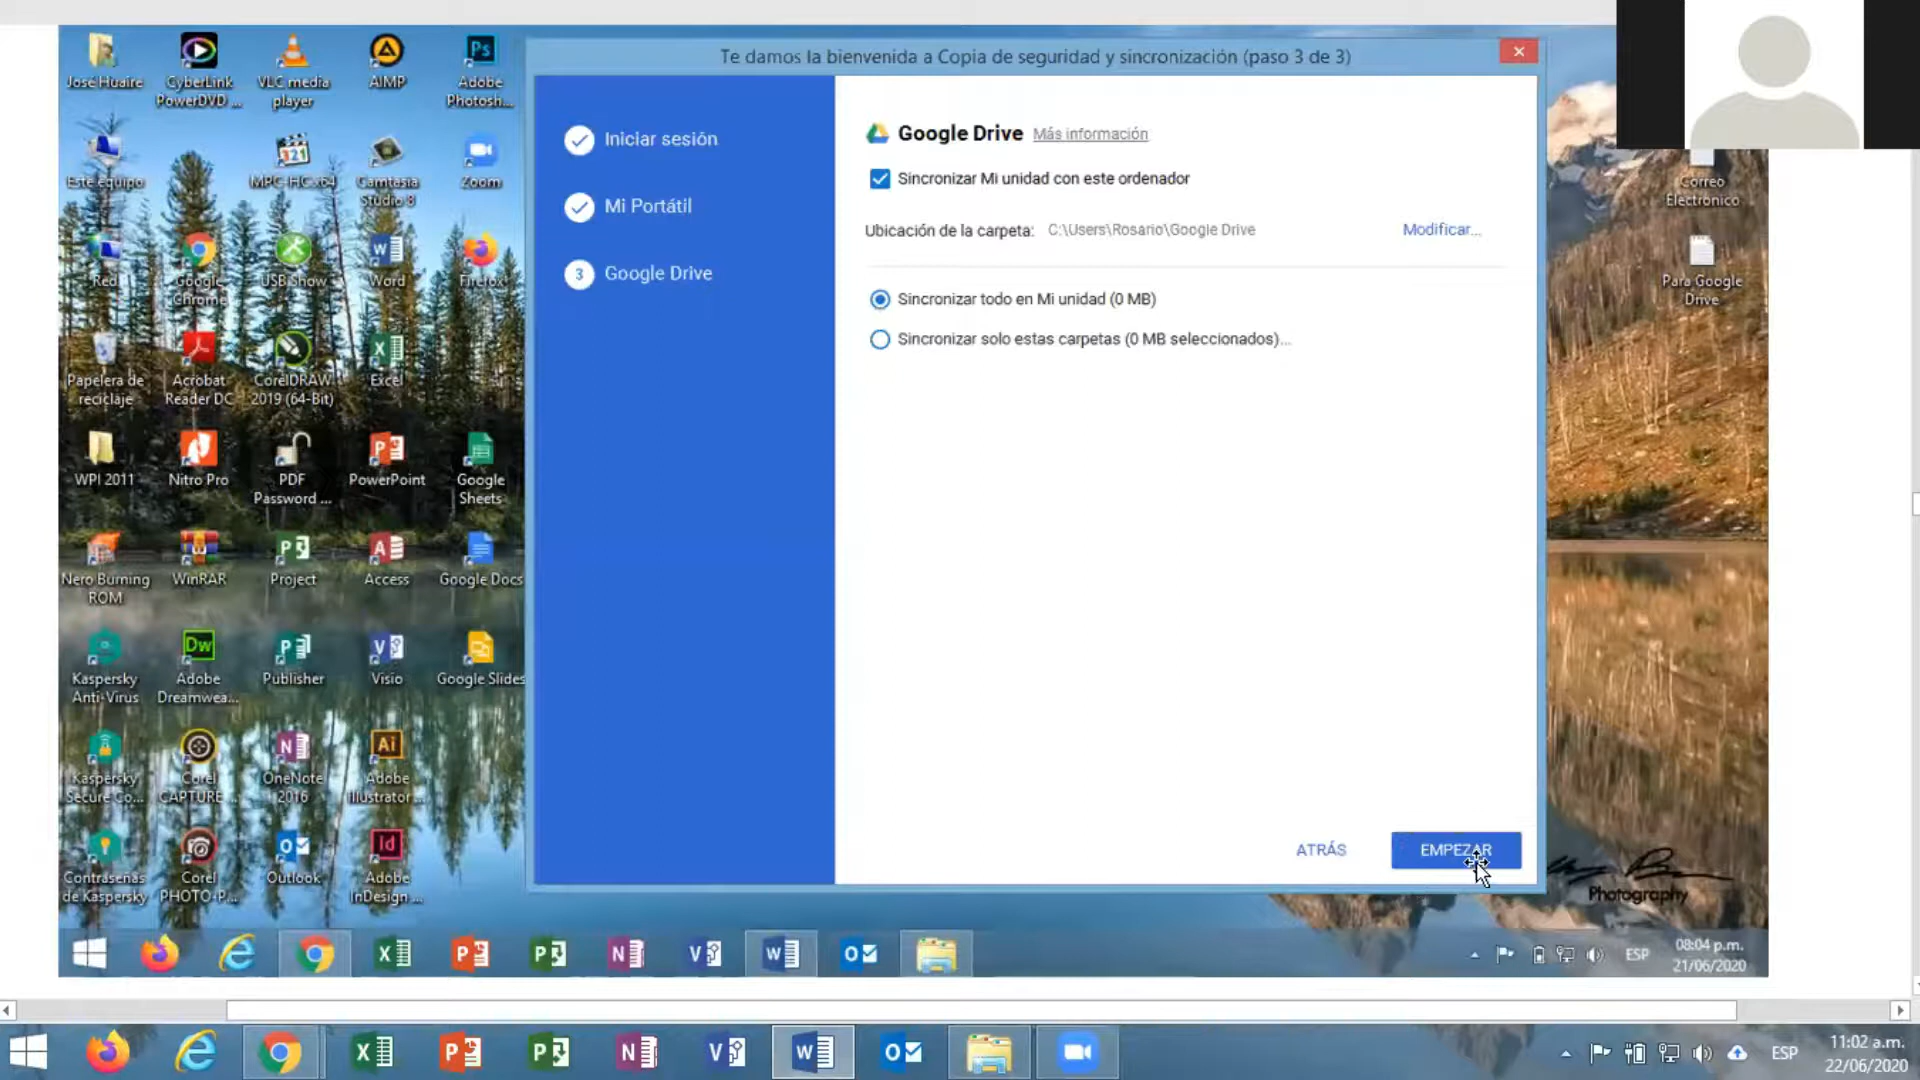 José Huaire
CyberLink
PowerDVD ...
VLC media
player
AIMP
Adobe
Photosh...
Este equipo
MPC-HC x64
Camtasia
Studio 8
Zoom
Red
Google
Chrome
USB Show
Word
Firefox
Papelera de
reciclaje
Acrobat
Reader DC
CorelDRAW
2019 (64-Bit)
Excel
WPI 2011
Nitro Pro
PDF
Password ...
PowerPoint
Google
Sheets
Nero Burning
ROM
WinRAR
Project
Access
Google Docs
Kaspersky
Anti-Virus
Adobe
Dreamwea...
Publisher
Visio
Google Slides
Kaspersky
Secure Co...
Corel
CAPTURE ...
OneNote
2016
Adobe
Illustrator ...
Contraseñas
de Kaspersky
Corel
PHOTO-P...
Outlook
Adobe
InDesign ...
Te damos la bienvenida a Copia de seguridad y sincronización (paso 3 de 3)
Iniciar sesión
Mi Portátil
3 Google Drive
Google Drive Más información
Sincronizar Mi unidad con este ordenador
Ubicación de la carpeta: C:\Users\Rosario\Google Drive Modificar...
Sincronizar todo en Mi unidad (0 MB)
Sincronizar solo estas carpetas (0 MB seleccionados)...
ATRÁS EMPEZAR
Correo
Electrónico
Para Google
Drive
Photography
ESP
08:04 p.m.
21/06/2020
ESP
11:02 a.m.
22/06/2020